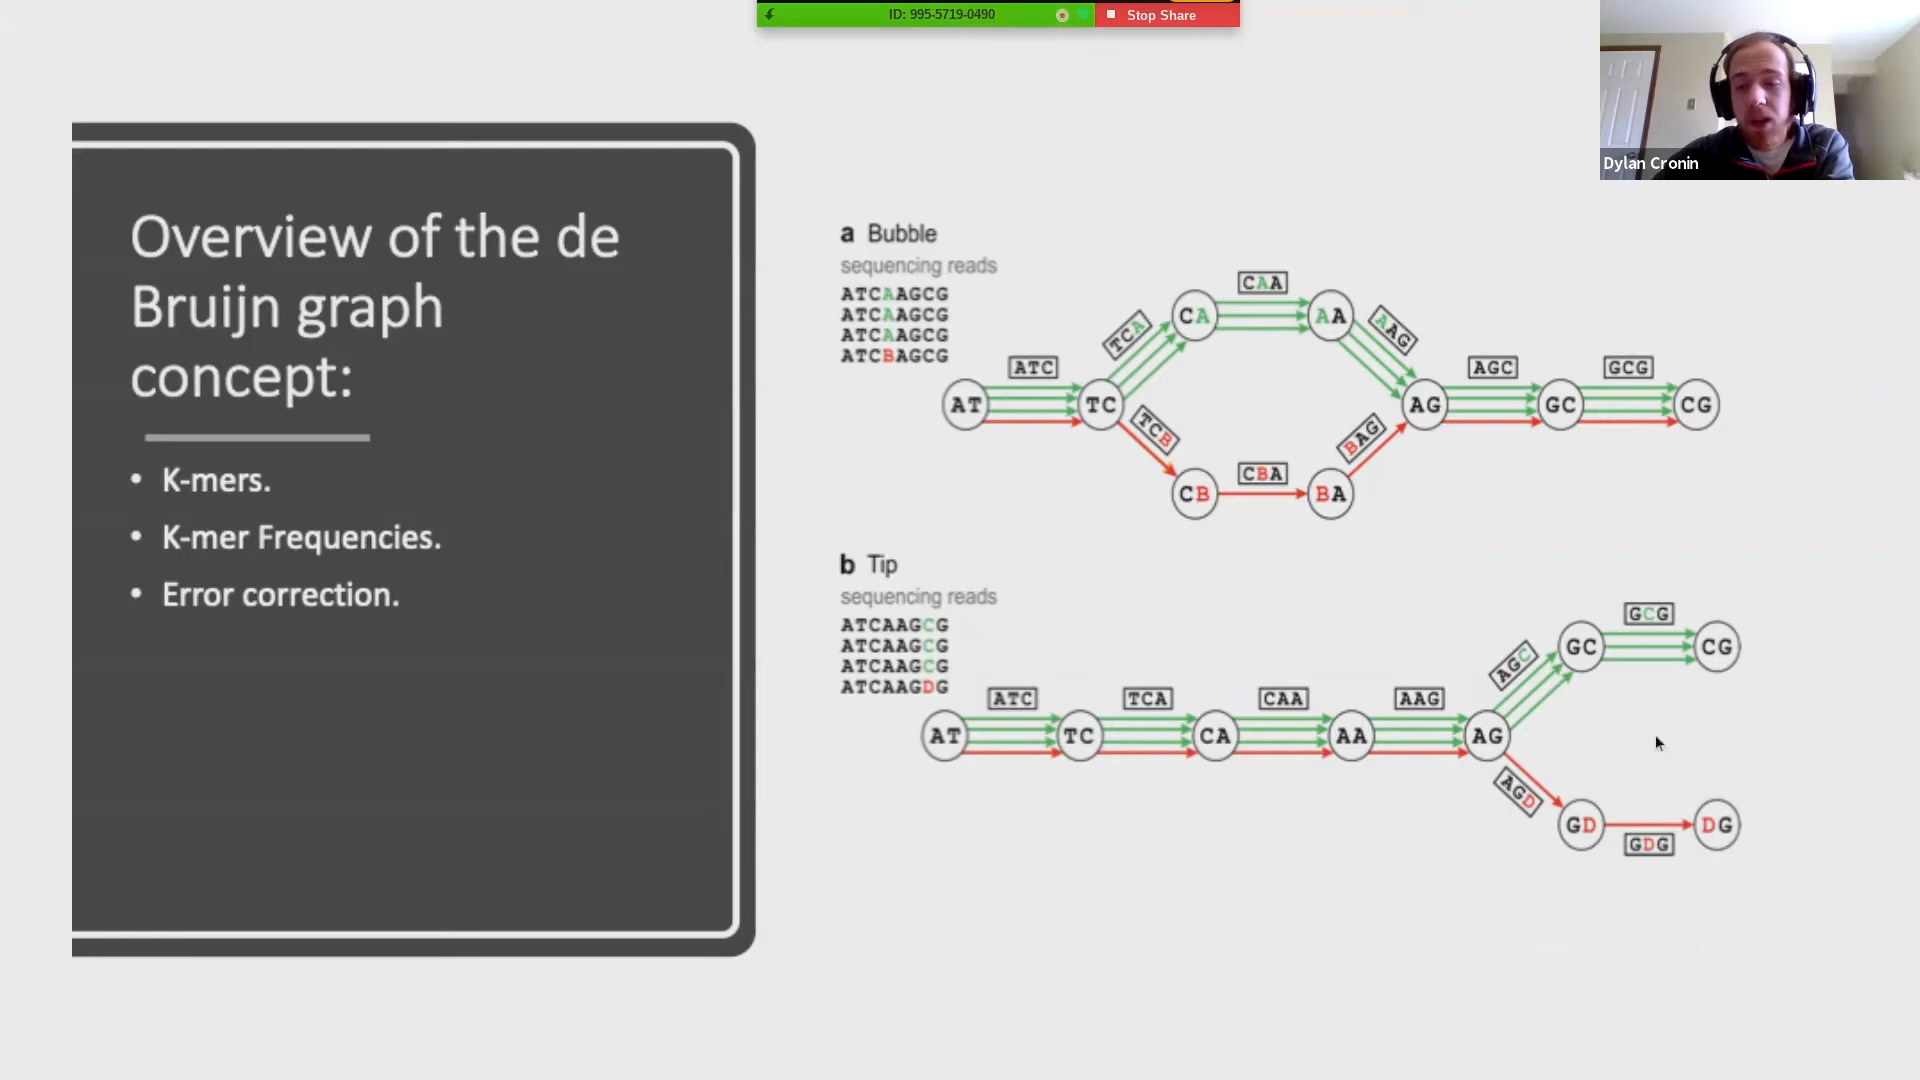 ID: 995-5719-0490
Stop Share
Dylan Cronin
Overview of the de
Bruijn graph
concept:
• K-mers.
• K-mer Frequencies.
• Error correction.
a Bubble
sequencing reads
ATCAAGCG
ATCAAGCG
ATCAAGCG
ATCBAGCG
CAA
TCA
CA
AA
AAG
ATC
AGC
GCG
AT
TC
AG
GC
CG
TCB
BAG
CBA
CB
BA
b Tip
sequencing reads
ATCAAGCG
ATCAAGCG
ATCAAGCG
ATCAAGDG
GCG
AGC
GC
CG
ATC
TCA
CAA
AAG
AT
TC
CA
AA
AG
AGD
GD
DG
GDG